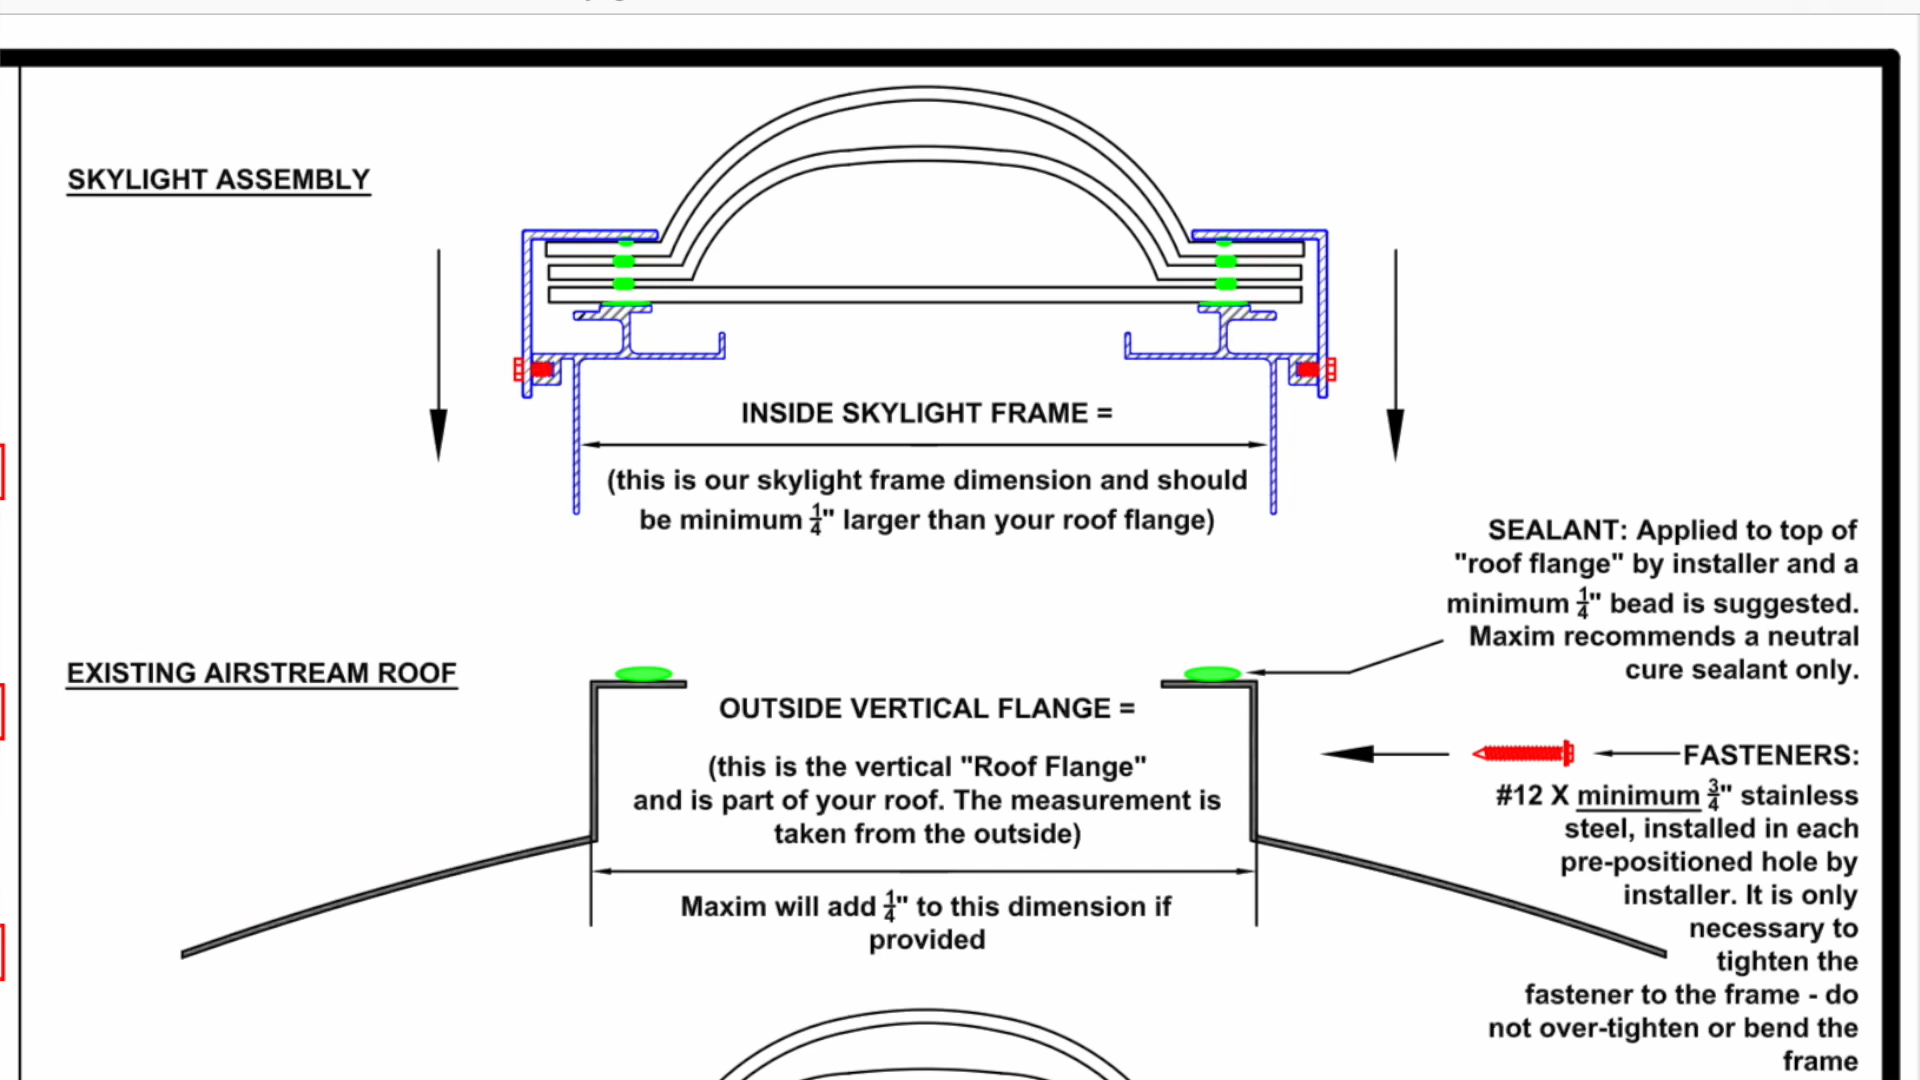 SKYLIGHT ASSEMBLY
INSIDE SKYLIGHT FRAME =
(this is our skylight frame dimension and should
be minimum 1/4" larger than your roof flange)
SEALANT: Applied to top of
"roof flange" by installer and a
minimum 1/4" bead is suggested.
Maxim recommends a neutral
cure sealant only.
EXISTING AIRSTREAM ROOF
OUTSIDE VERTICAL FLANGE =
(this is the vertical "Roof Flange"
and is part of your roof. The measurement is
taken from the outside)
Maxim will add 1/4" to this dimension if
provided
FASTENERS:
#12 X minimum 3/4" stainless
steel, installed in each
pre-positioned hole by
installer. It is only
necessary to
tighten the
fastener to the frame - do
not over-tighten or bend the
frame